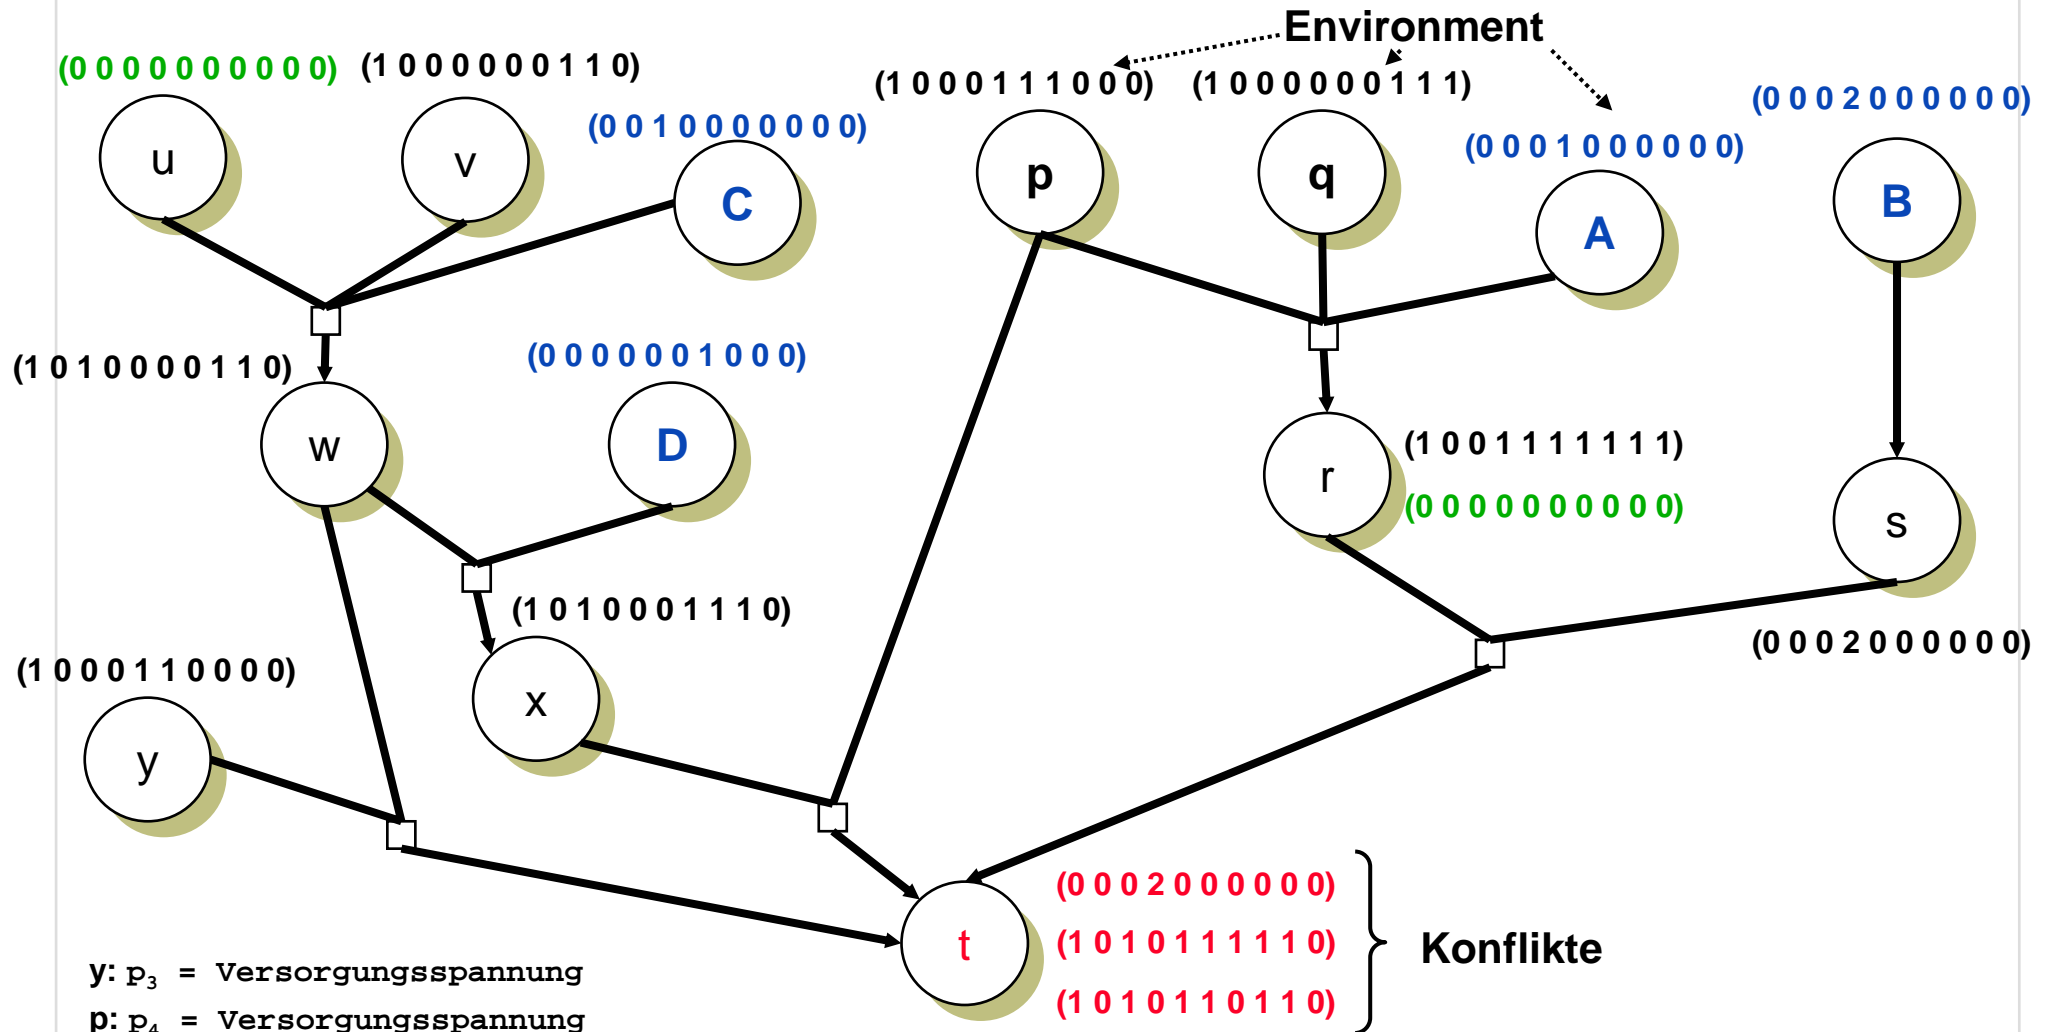 Environment
(0 0 0 0 0 0 0 0 0 0)
(1 0 0 0 0 0 0 1 1 0)
(1 0 0 0 1 1 1 0 0 0)
(1 0 0 0 0 0 0 1 1 1)
(0 0 0 2 0 0 0 0 0 0)
(0 0 1 0 0 0 0 0 0 0)
(0 0 0 1 0 0 0 0 0 0)
u
v
C
p
q
A
B
(1 0 1 0 0 0 0 1 1 0)
(0 0 0 0 0 0 1 0 0 0)
w
D
r
(1 0 0 1 1 1 1 1 1 1)
(0 0 0 0 0 0 0 0 0 0)
s
(1 0 1 0 0 0 1 1 1 0)
(0 0 0 2 0 0 0 0 0 0)
(1 0 0 0 1 1 0 0 0 0)
x
y
t
(0 0 0 2 0 0 0 0 0 0)
(1 0 1 0 1 1 1 1 1 0)
(1 0 1 0 1 1 0 1 1 0)
Konflikte
y: p₃ = Versorgungsspannung
p: p₄ = Versorgungsspannung